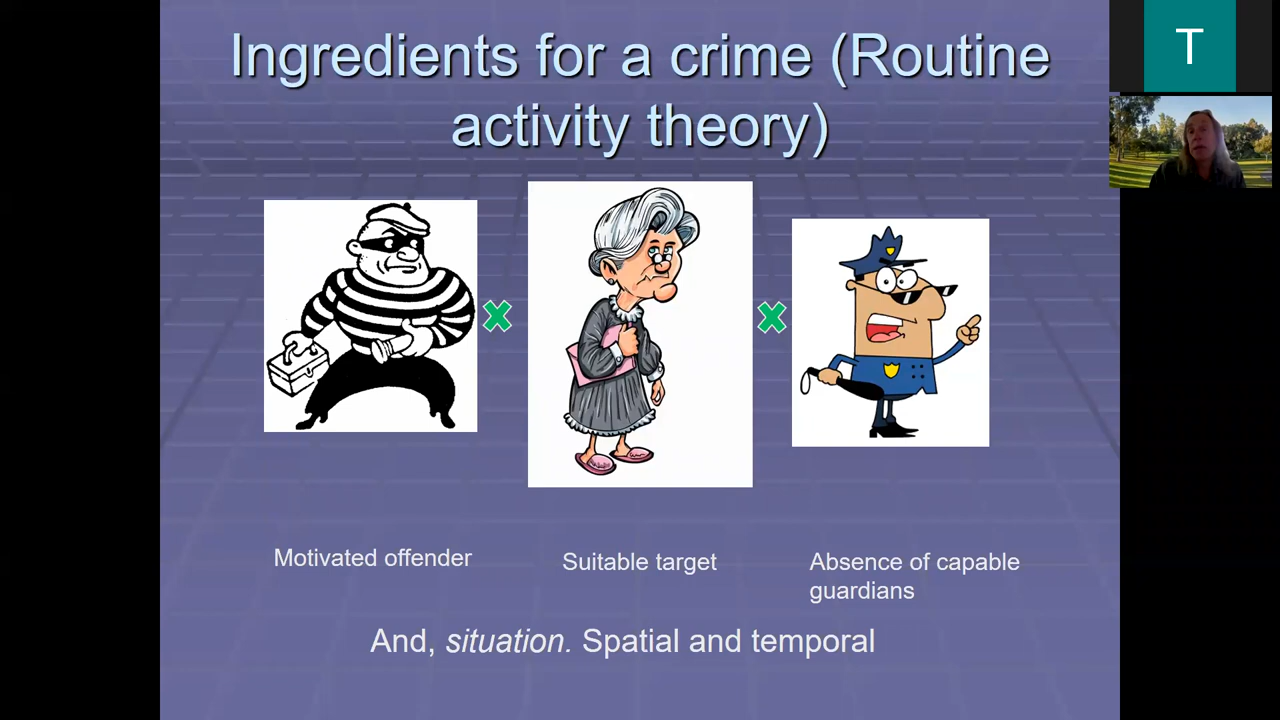 Ingredients for a crime (Routine
activity theory)
T
Motivated offender
Suitable target
Absence of capable
guardians
And, situation. Spatial and temporal